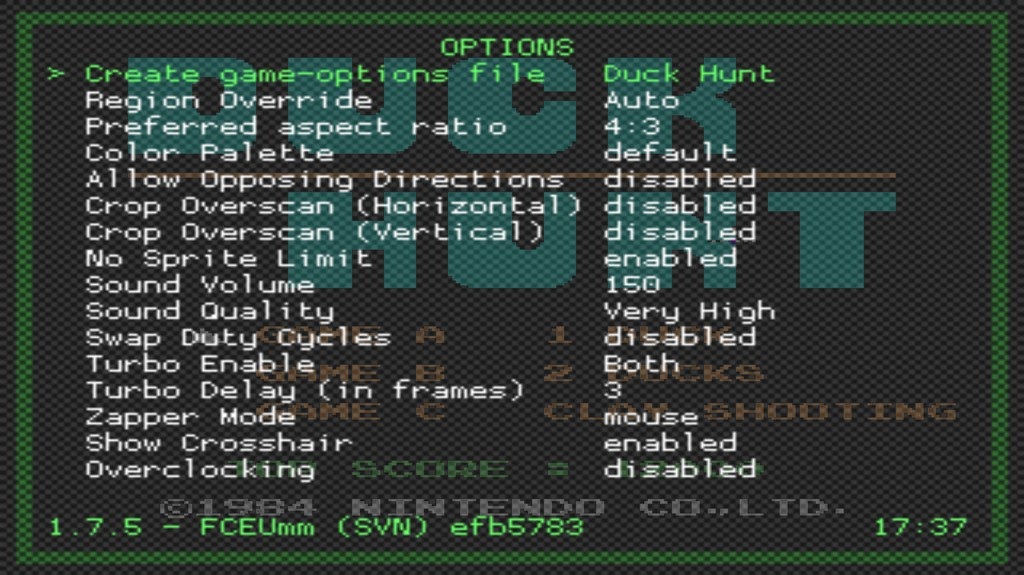 OPTIONS
> Create game-options file Duck Hunt
Region Override Auto
Preferred aspect ratio 4:3
Color Palette default
Allow Opposing Directions disabled
Crop Overscan (Horizontal) disabled
Crop Overscan (Vertical) disabled
No Sprite Limit enabled
Sound Volume 150
Sound Quality Very High
Swap Duty Cycles disabled
Turbo Enable Both
Turbo Delay (in frames) 3
Zapper Mode mouse
Show Crosshair enabled
Overclocking disabled
1.7.5 - FCEUmm (SVN) efb5783 17:37
DUCK
HUNT
GAME A 1 DUCK
GAME B 2 DUCKS
GAME C CLAY SHOOTING
SCORE =
©1984 NINTENDO CO.,LTD.